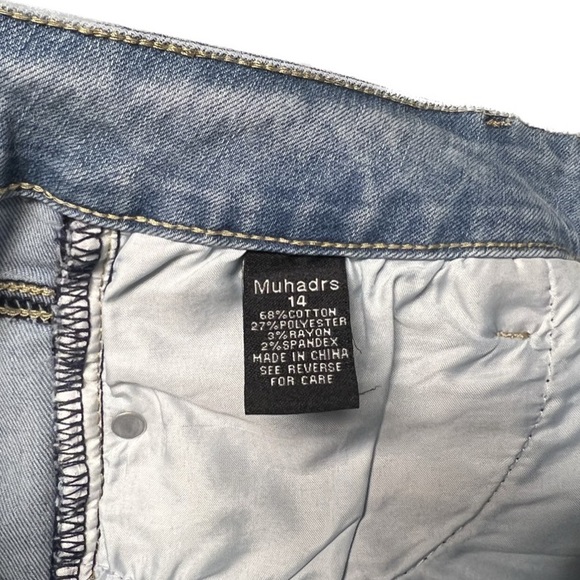 Muhadrs
14
68%COTTON
27%POLYESTER
3%RAYON
2%SPANDEX
MADE IN CHINA
SEE REVERSE
FOR CARE